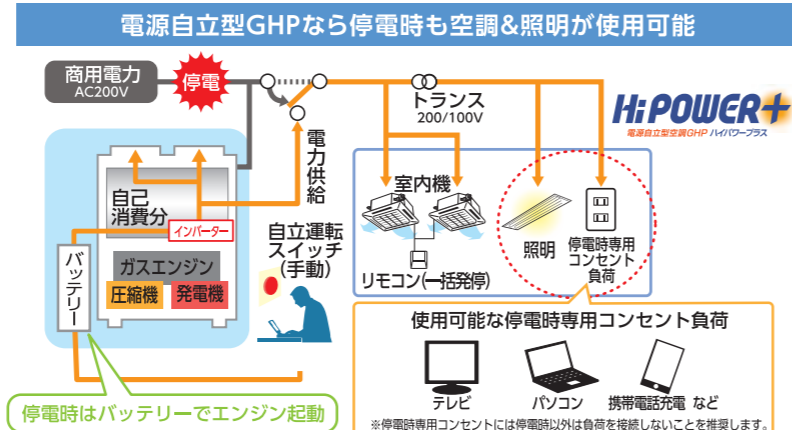 電源自立型GHPなら停電時も空調&照明が使用可能
商用電力
AC200V
停電
トランス
200/100V
Hi POWER+
電源自立型空調GHP ハイパワープラス
電力供給
自己
消費分
インバーター
ガスエンジン
圧縮機
発電機
バッテリー
自立運転
スイッチ
(手動)
室内機
リモコン(一括発停)
照明
停電時専用
コンセント
負荷
停電時はバッテリーでエンジン起動
使用可能な停電時専用コンセント負荷
テレビ
パソコン
携帯電話充電 など
※停電時専用コンセントには停電時以外は負荷を接続しないことを推奨します。